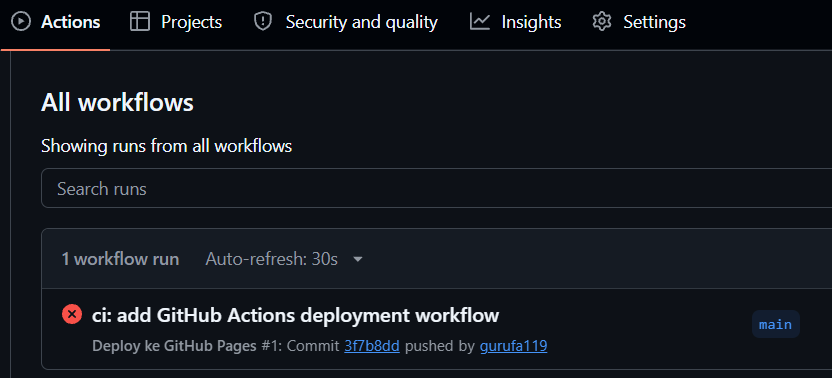 Actions Projects Security and quality Insights Settings
All workflows
Showing runs from all workflows
Search runs
1 workflow run Auto-refresh: 30s
ci: add GitHub Actions deployment workflow main
Deploy ke GitHub Pages #1: Commit 3f7b8dd pushed by gurufa119